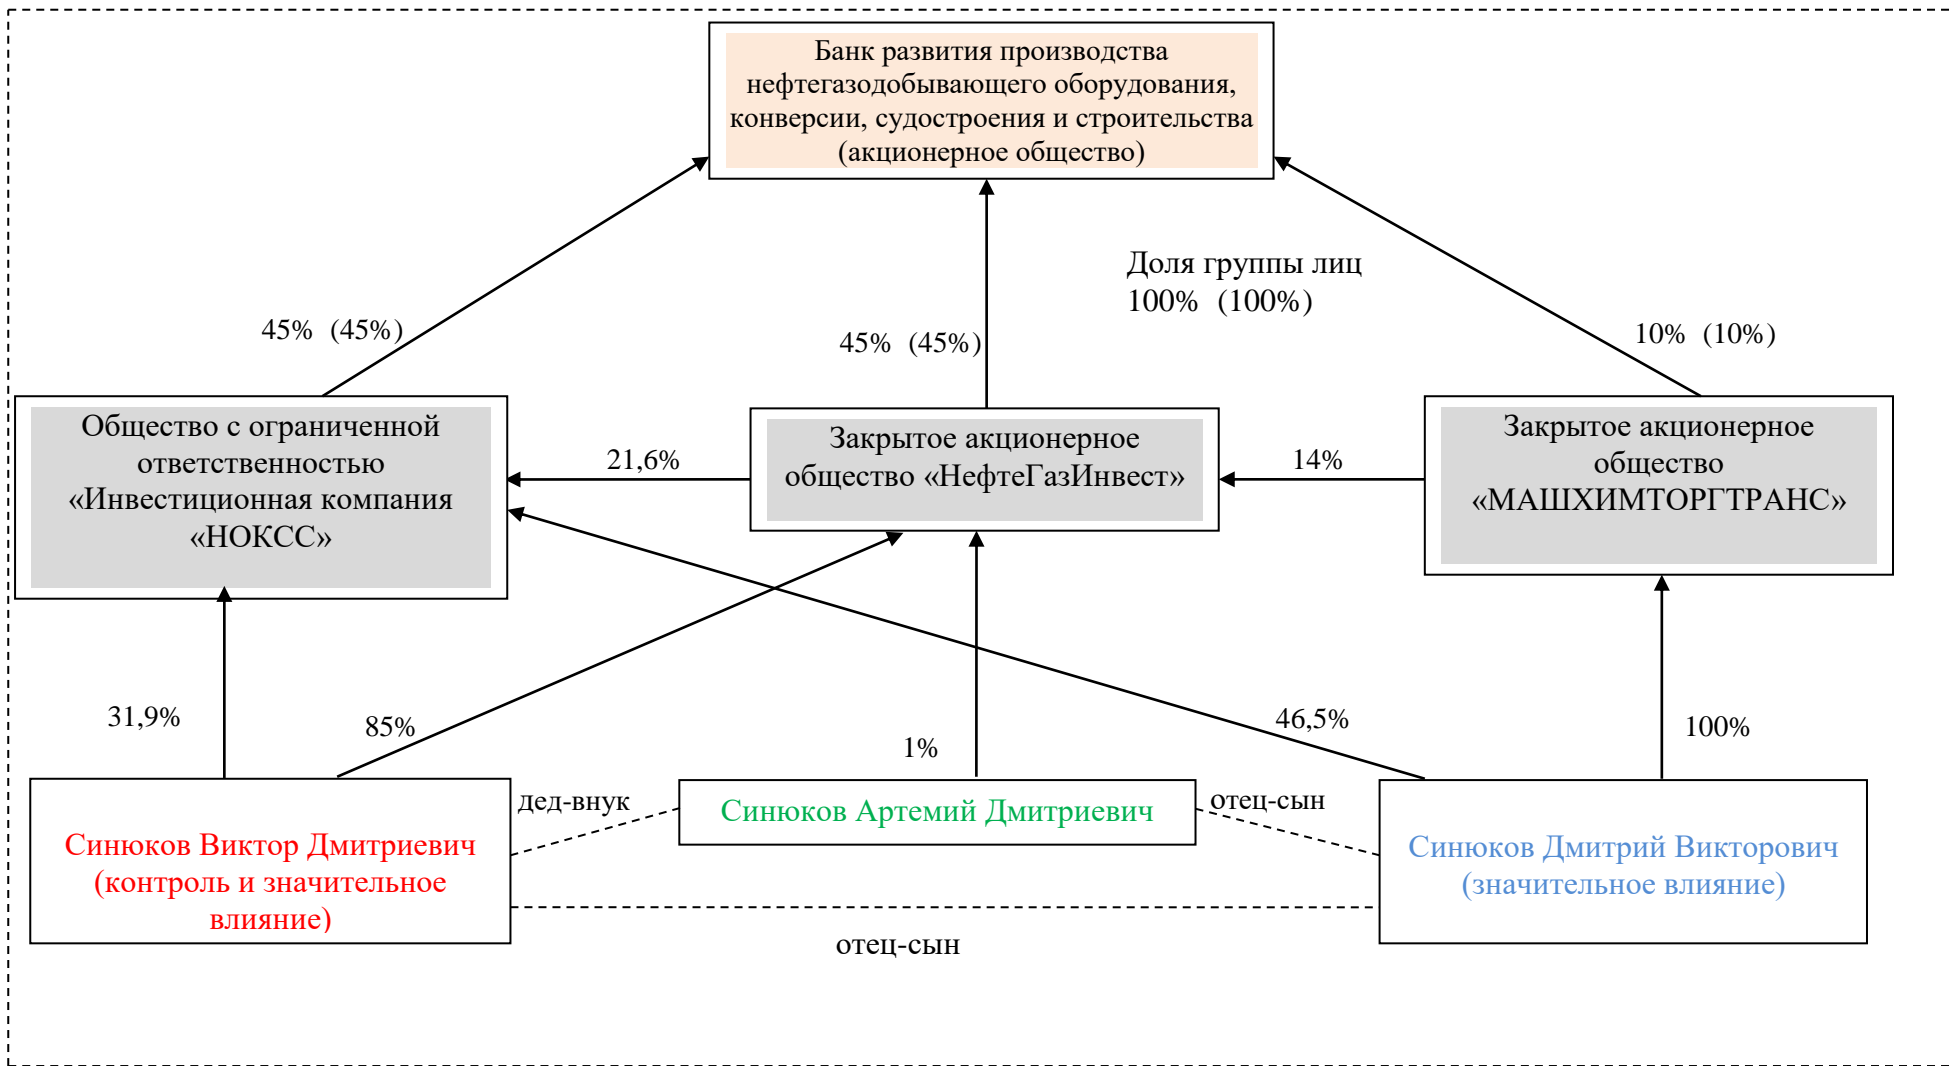 Банк развития производства
нефтегазодобывающего оборудования,
конверсии, судостроения и строительства
(акционерное общество)
Доля группы лиц
100% (100%)
45% (45%)
45% (45%)
10% (10%)
Общество с ограниченной
ответственностью
«Инвестиционная компания
«НОКСС»
21,6%
Закрытое акционерное
общество «НефтеГазИнвест»
14%
Закрытое акционерное
общество
«МАШХИМТОРГТРАНС»
31,9%
85%
1%
46,5%
100%
Синюков Виктор Дмитриевич
(контроль и значительное
влияние)
дед-внук
Синюков Артемий Дмитриевич
отец-сын
Синюков Дмитрий Викторович
(значительное влияние)
отец-сын